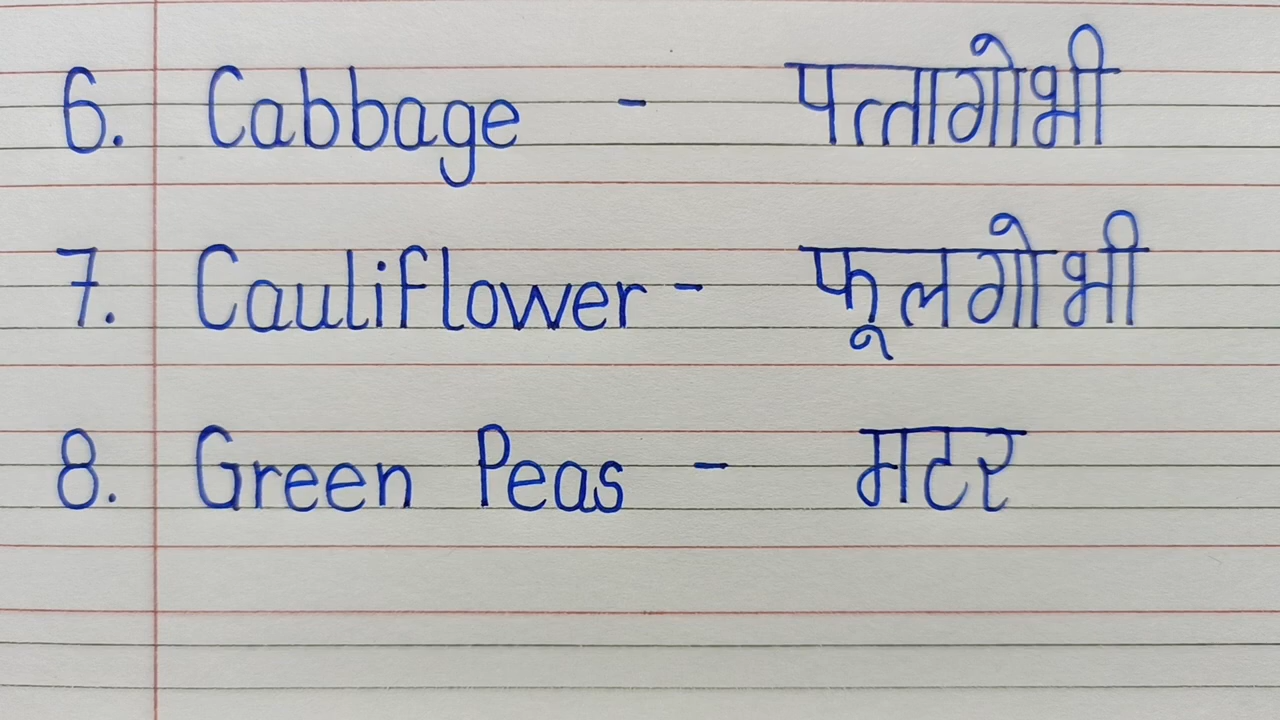 6. Cabbage - पत्तागोभी
7. Cauliflower - फूलगोभी
8. Green Peas - मटर